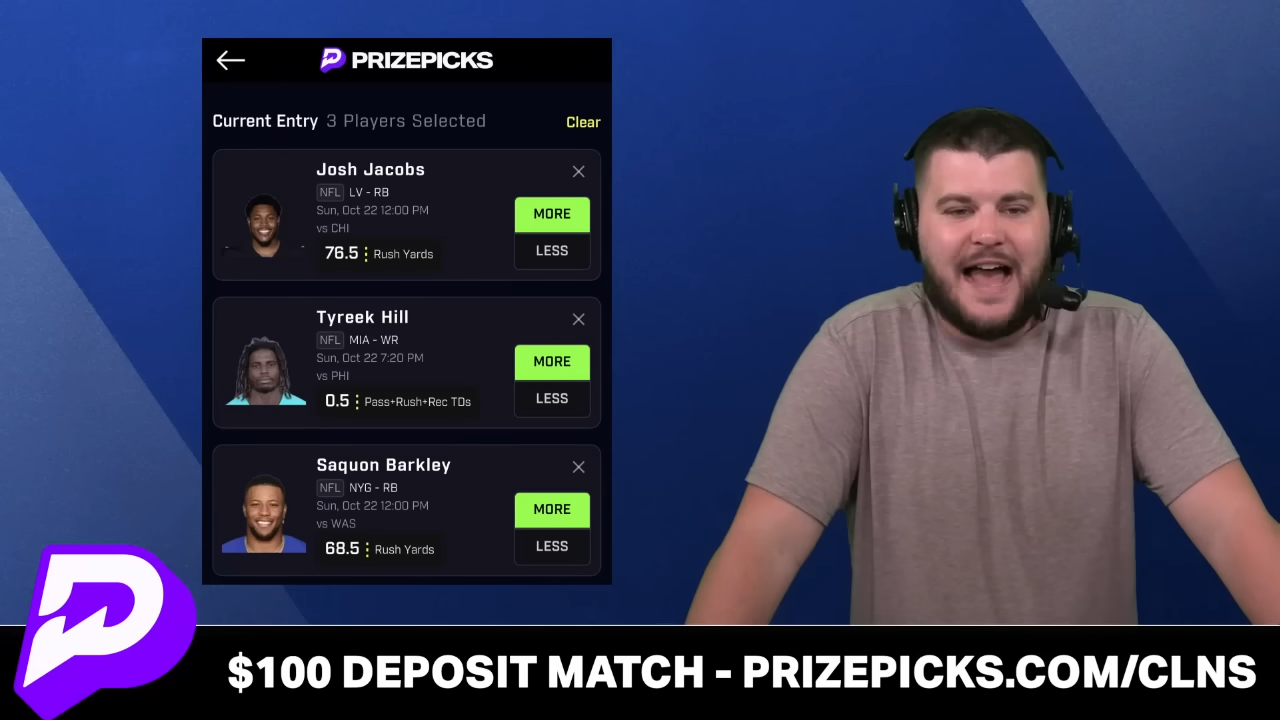 PRIZEPICKS
Current Entry 3 Players Selected Clear
Josh Jacobs
NFL LV - RB
Sun, Oct 22 12:00 PM
vs CHI
76.5 Rush Yards
MORE
LESS
Tyreek Hill
NFL MIA - WR
Sun, Oct 22 7:20 PM
vs PHI
0.5 Pass+Rush+Rec TDs
MORE
LESS
Saquon Barkley
NFL NYG - RB
Sun, Oct 22 12:00 PM
vs WAS
68.5 Rush Yards
MORE
LESS
$100 DEPOSIT MATCH - PRIZEPICKS.COM/CLNS